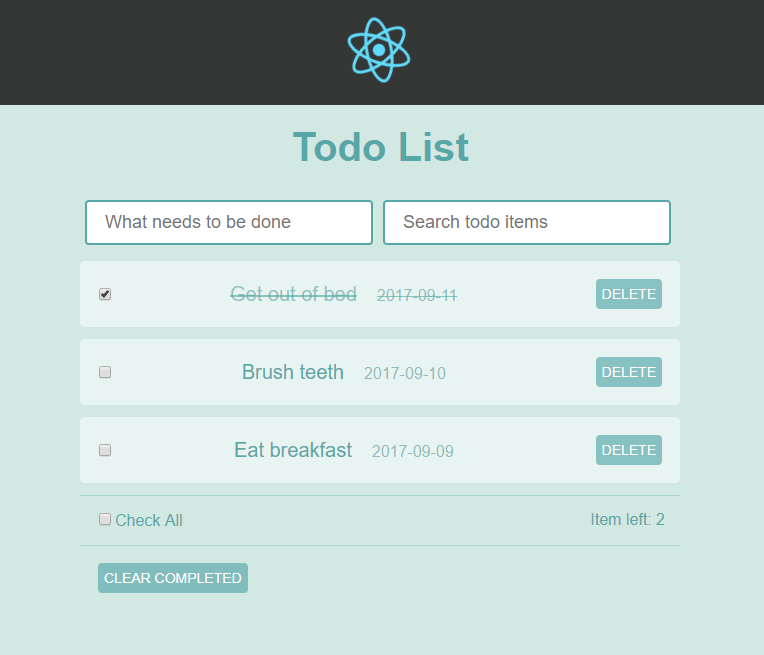 Todo List
What needs to be done Search todo items
Get out of bed 2017-09-11 DELETE
Brush teeth 2017-09-10 DELETE
Eat breakfast 2017-09-09 DELETE
Check All Item left: 2
CLEAR COMPLETED